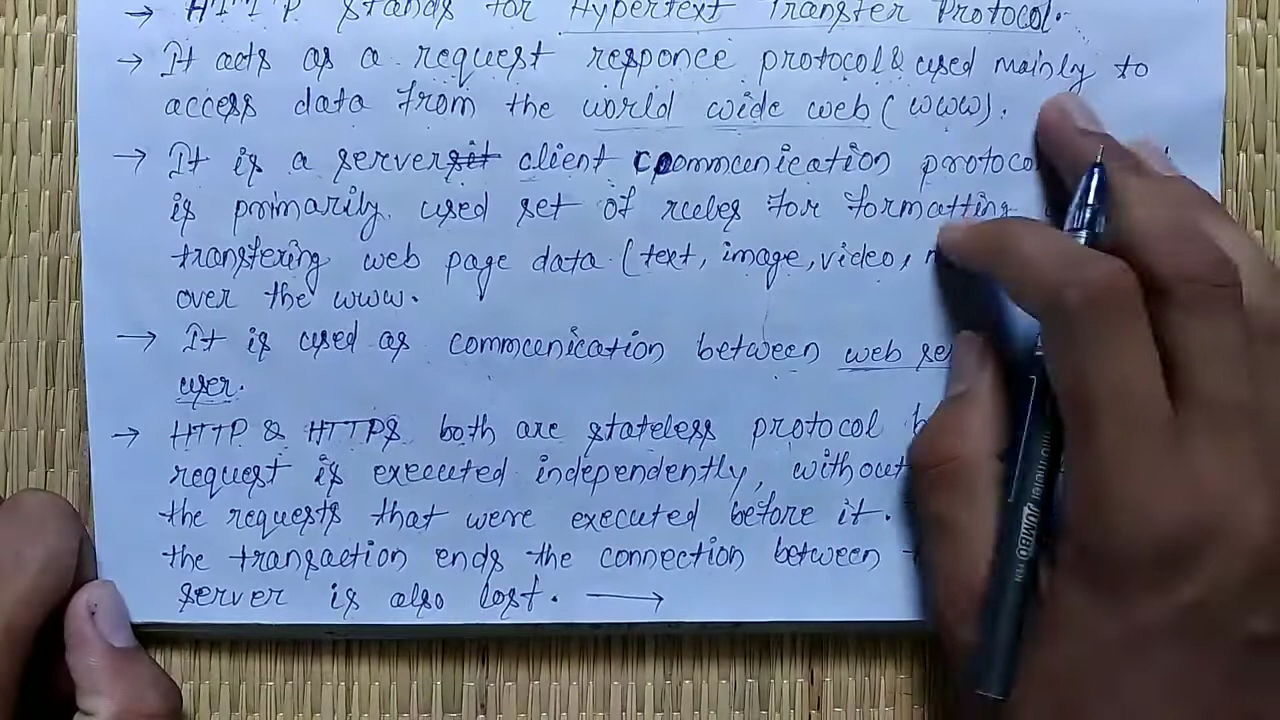 → HTTP stands for Hypertext Transfer Protocol.
→ It acts as a request responce protocol & used mainly to
access data from the world wide web (www).
→ It is a server client communication protoco
is primarily used set of rules for formatting
transfering web page data (text, image, video,
over the www.
→ It is used as communication between web se
user.
→ HTTP & HTTPS both are stateless protocol b
request is executed independently, without
the requests that were executed before it.
the transaction ends the connection between
server is also lost. →